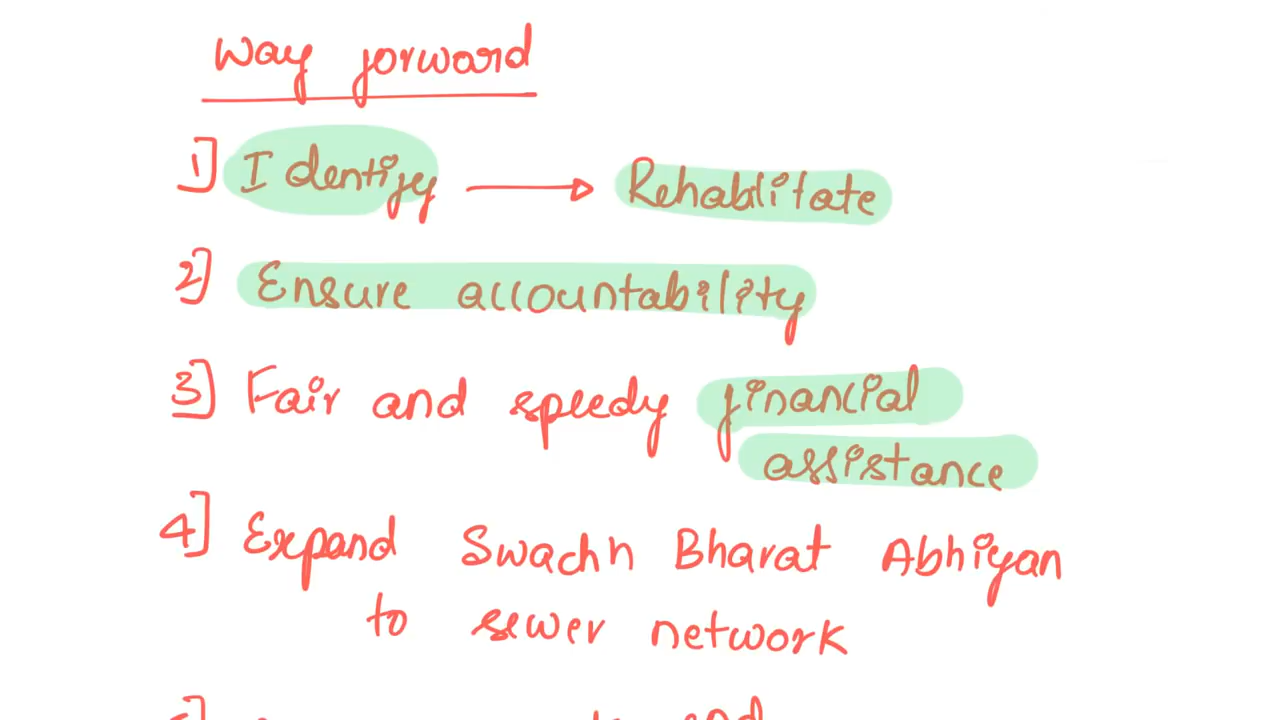 Way forward
1] Identify → Rehablitate
2] Ensure accountability
3] Fair and speedy financial
assistance
4] Expand Swachh Bharat Abhiyan
to sewer network